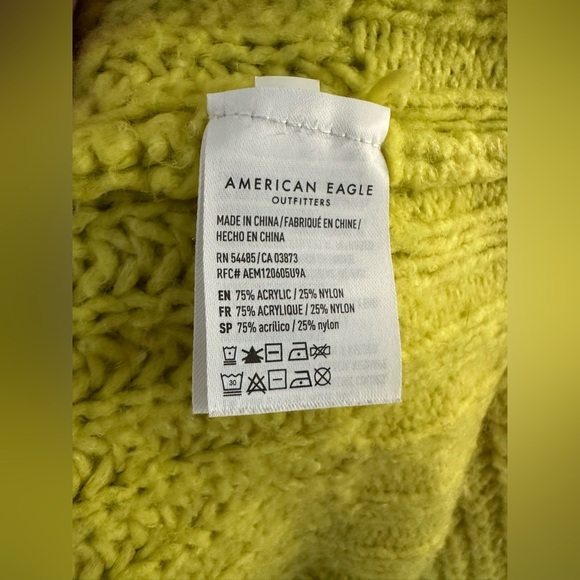 AMERICAN EAGLE
OUTFITTERS
MADE IN CHINA/FABRIQUÉ EN CHINE/
HECHO EN CHINA
RN 54485/CA 03873
RFC# AEM120605U9A
EN 75% ACRYLIC / 25% NYLON
FR 75% ACRYLIQUE / 25% NYLON
SP 75% acrílico / 25% nylon
30